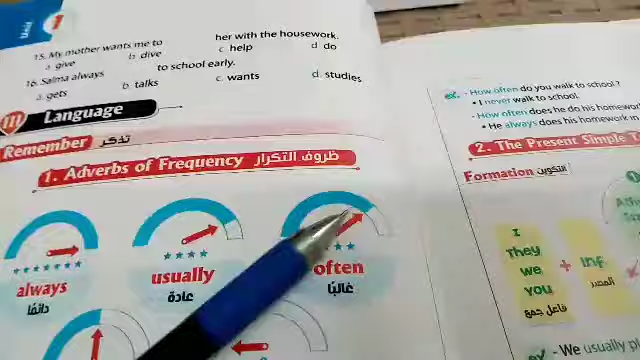 Unit 1
15. My mother wants me to her with the housework.
a give b dive c help d do
16. Salma always to school early.
a. gets b. talks c. wants d. studies
III Language
Remember تذكر
1. Adverbs of Frequency ظروف التكرار
always usually often
دائمًا عادة غالبًا
ex. - How often do you walk to school?
• I never walk to school.
- How often does he do his homework
• He always does his homework in
2. The Present Simple
Formation التكوين
I
They
we
you
+ inf.
المصدر
فاعل جمع
- We usually